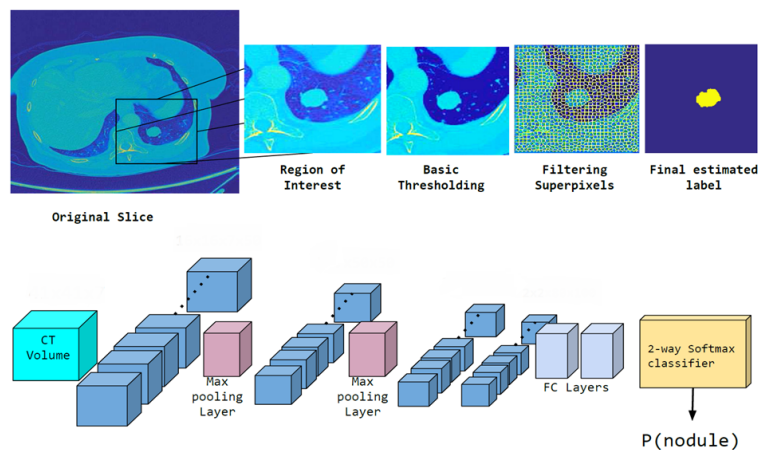 Region of
Interest
Basic
Thresholding
Filtering
Superpixels
Final estimated
label
Original Slice
CT
Volume
Max
pooling
Layer
Max
pooling
Layer
FC Layers
2-way Softmax
classifier
P(nodule)